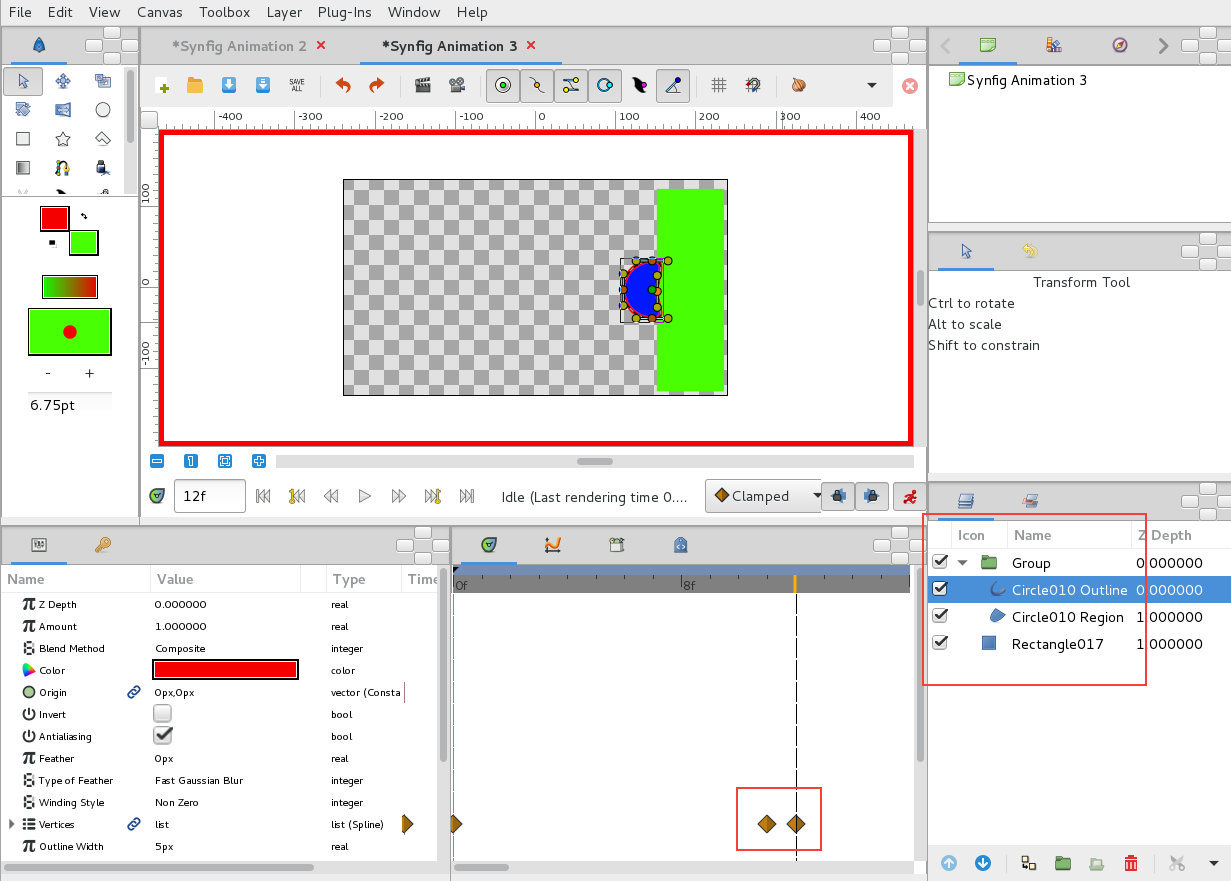 File Edit View Canvas Toolbox Layer Plug-Ins Window Help
*Synfig Animation 2
*Synfig Animation 3
SAVE ALL
-400 -300 -200 -100 0 100 200 300 400
100
0
-100
- +
6.75pt
12f
Idle (Last rendering time 0....
Clamped
Synfig Animation 3
Transform Tool
Ctrl to rotate
Alt to scale
Shift to constrain
Icon Name Z Depth
Group 0.000000
Circle010 Outline 0.000000
Circle010 Region 1.000000
Rectangle017 1.000000
Name Value Type Time
Z Depth 0.000000 real
Amount 1.000000 real
Blend Method Composite integer
Color color
Origin 0px,0px vector (Consta
Invert bool
Antialiasing bool
Feather 0px real
Type of Feather Fast Gaussian Blur integer
Winding Style Non Zero integer
Vertices list list (Spline)
Outline Width 5px real
0f 8f